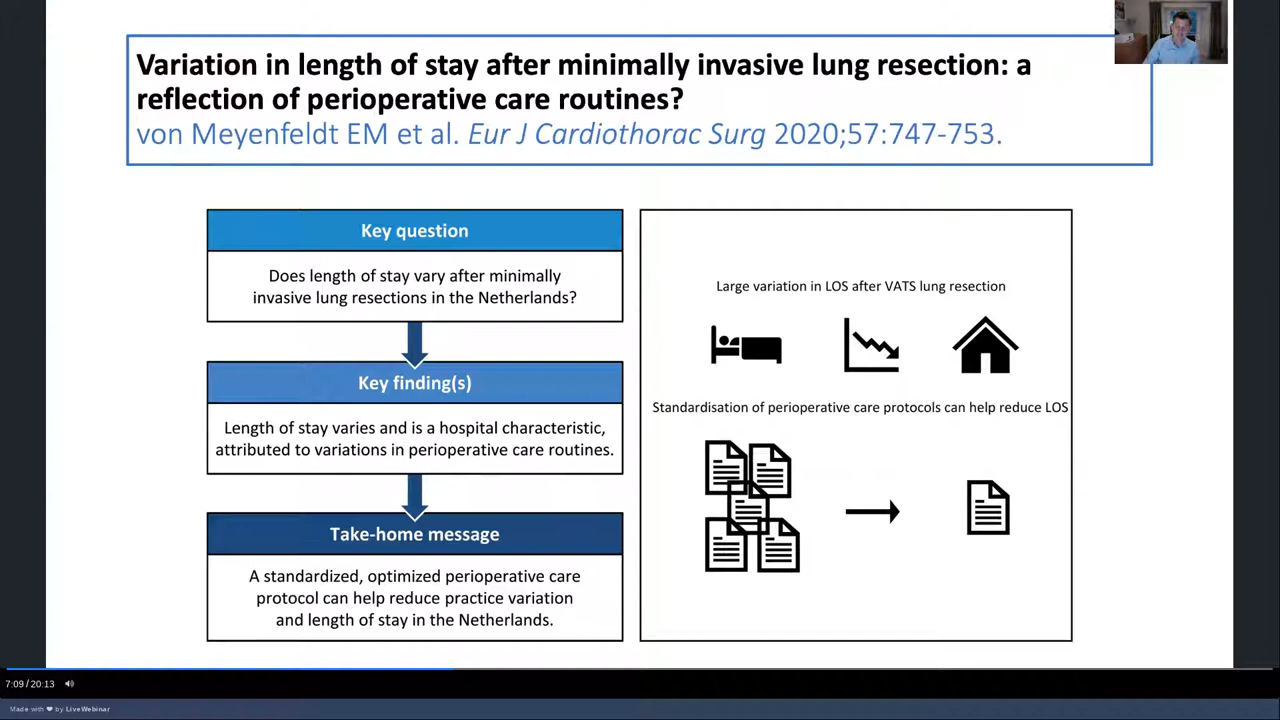 Variation in length of stay after minimally invasive lung resection: a
reflection of perioperative care routines?
von Meyenfeldt EM et al. Eur J Cardiothorac Surg 2020;57:747-753.
Key question
Does length of stay vary after minimally
invasive lung resections in the Netherlands?
Key finding(s)
Length of stay varies and is a hospital characteristic,
attributed to variations in perioperative care routines.
Take-home message
A standardized, optimized perioperative care
protocol can help reduce practice variation
and length of stay in the Netherlands.
Large variation in LOS after VATS lung resection
Standardisation of perioperative care protocols can help reduce LOS
7:09 / 20:13
Made with ❤ by LiveWebinar